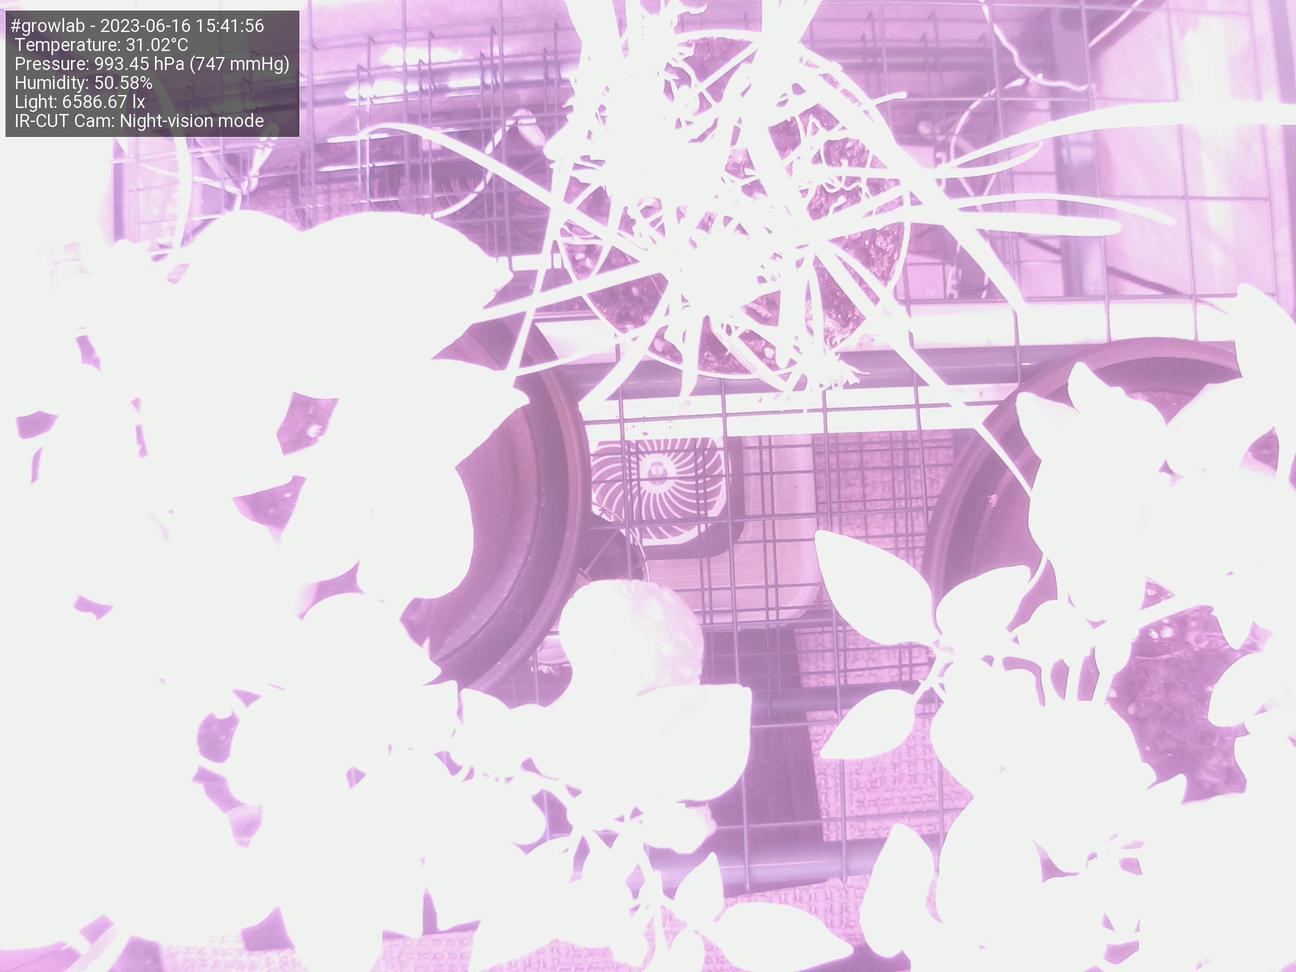 #growlab - 2023-06-16 15:41:56
Temperature: 31.02°C
Pressure: 993.45 hPa (747 mmHg)
Humidity: 50.58%
Light: 6586.67 lx
IR-CUT Cam: Night-vision mode